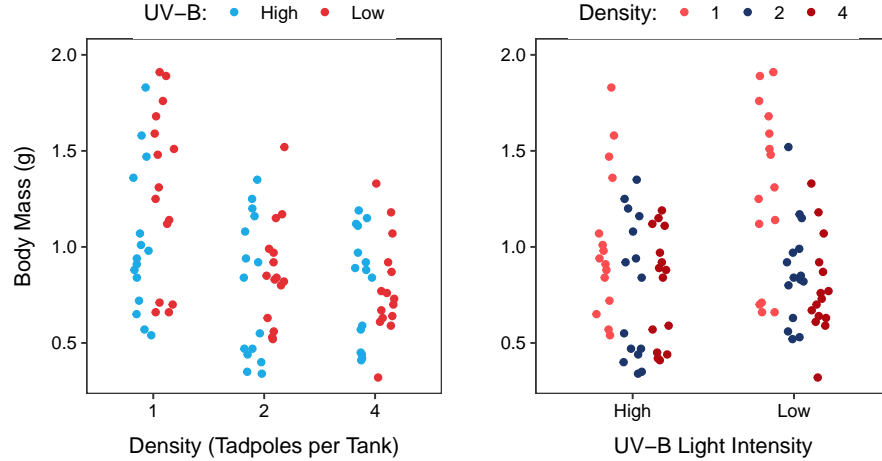 UV−B: High Low
2.0
1.5
1.0
0.5
Body Mass (g)
1 2 4
Density (Tadpoles per Tank)
Density: 1 2 4
2.0
1.5
1.0
0.5
High Low
UV−B Light Intensity